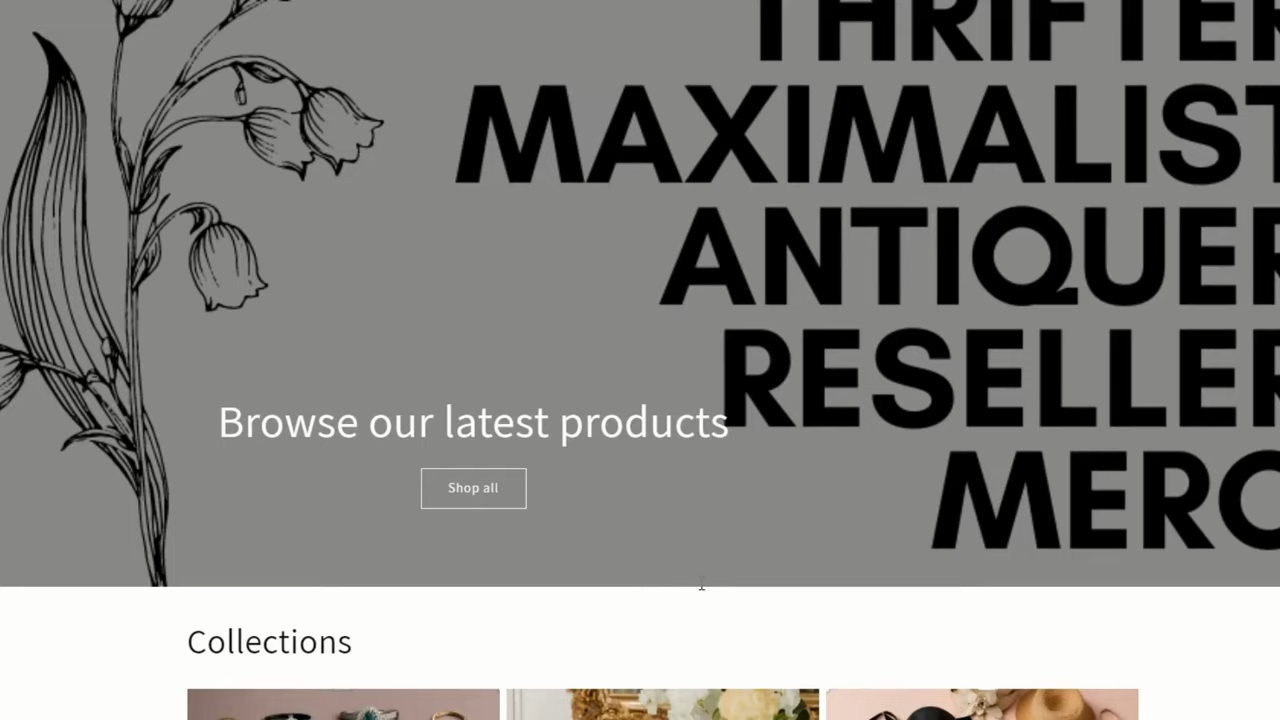 THRIFTER
MAXIMALIST
ANTIQUER
RESELLER
MERC
Browse our latest products
Shop all
Collections